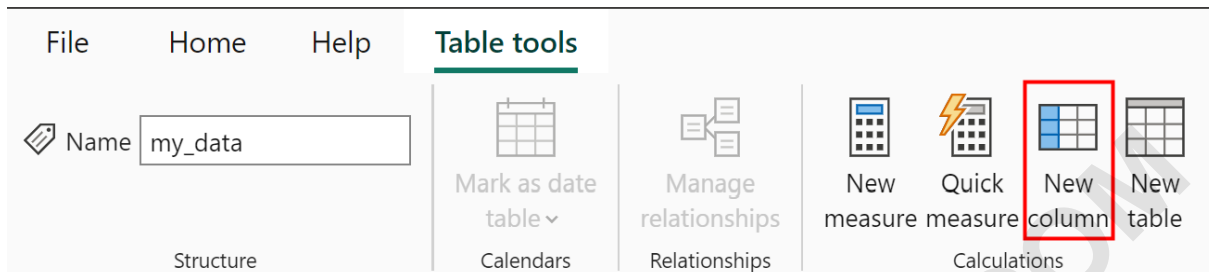 File Home Help Table tools
Name my_data
Mark as date table
Manage relationships
New measure
Quick measure
New column
New table
Structure Calendars Relationships Calculations
OM